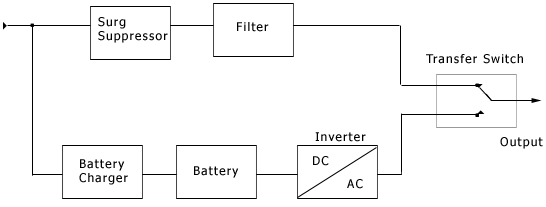 Surg
Suppressor
Filter
Transfer Switch
Output
Inverter
Battery
Charger
Battery
DC
AC